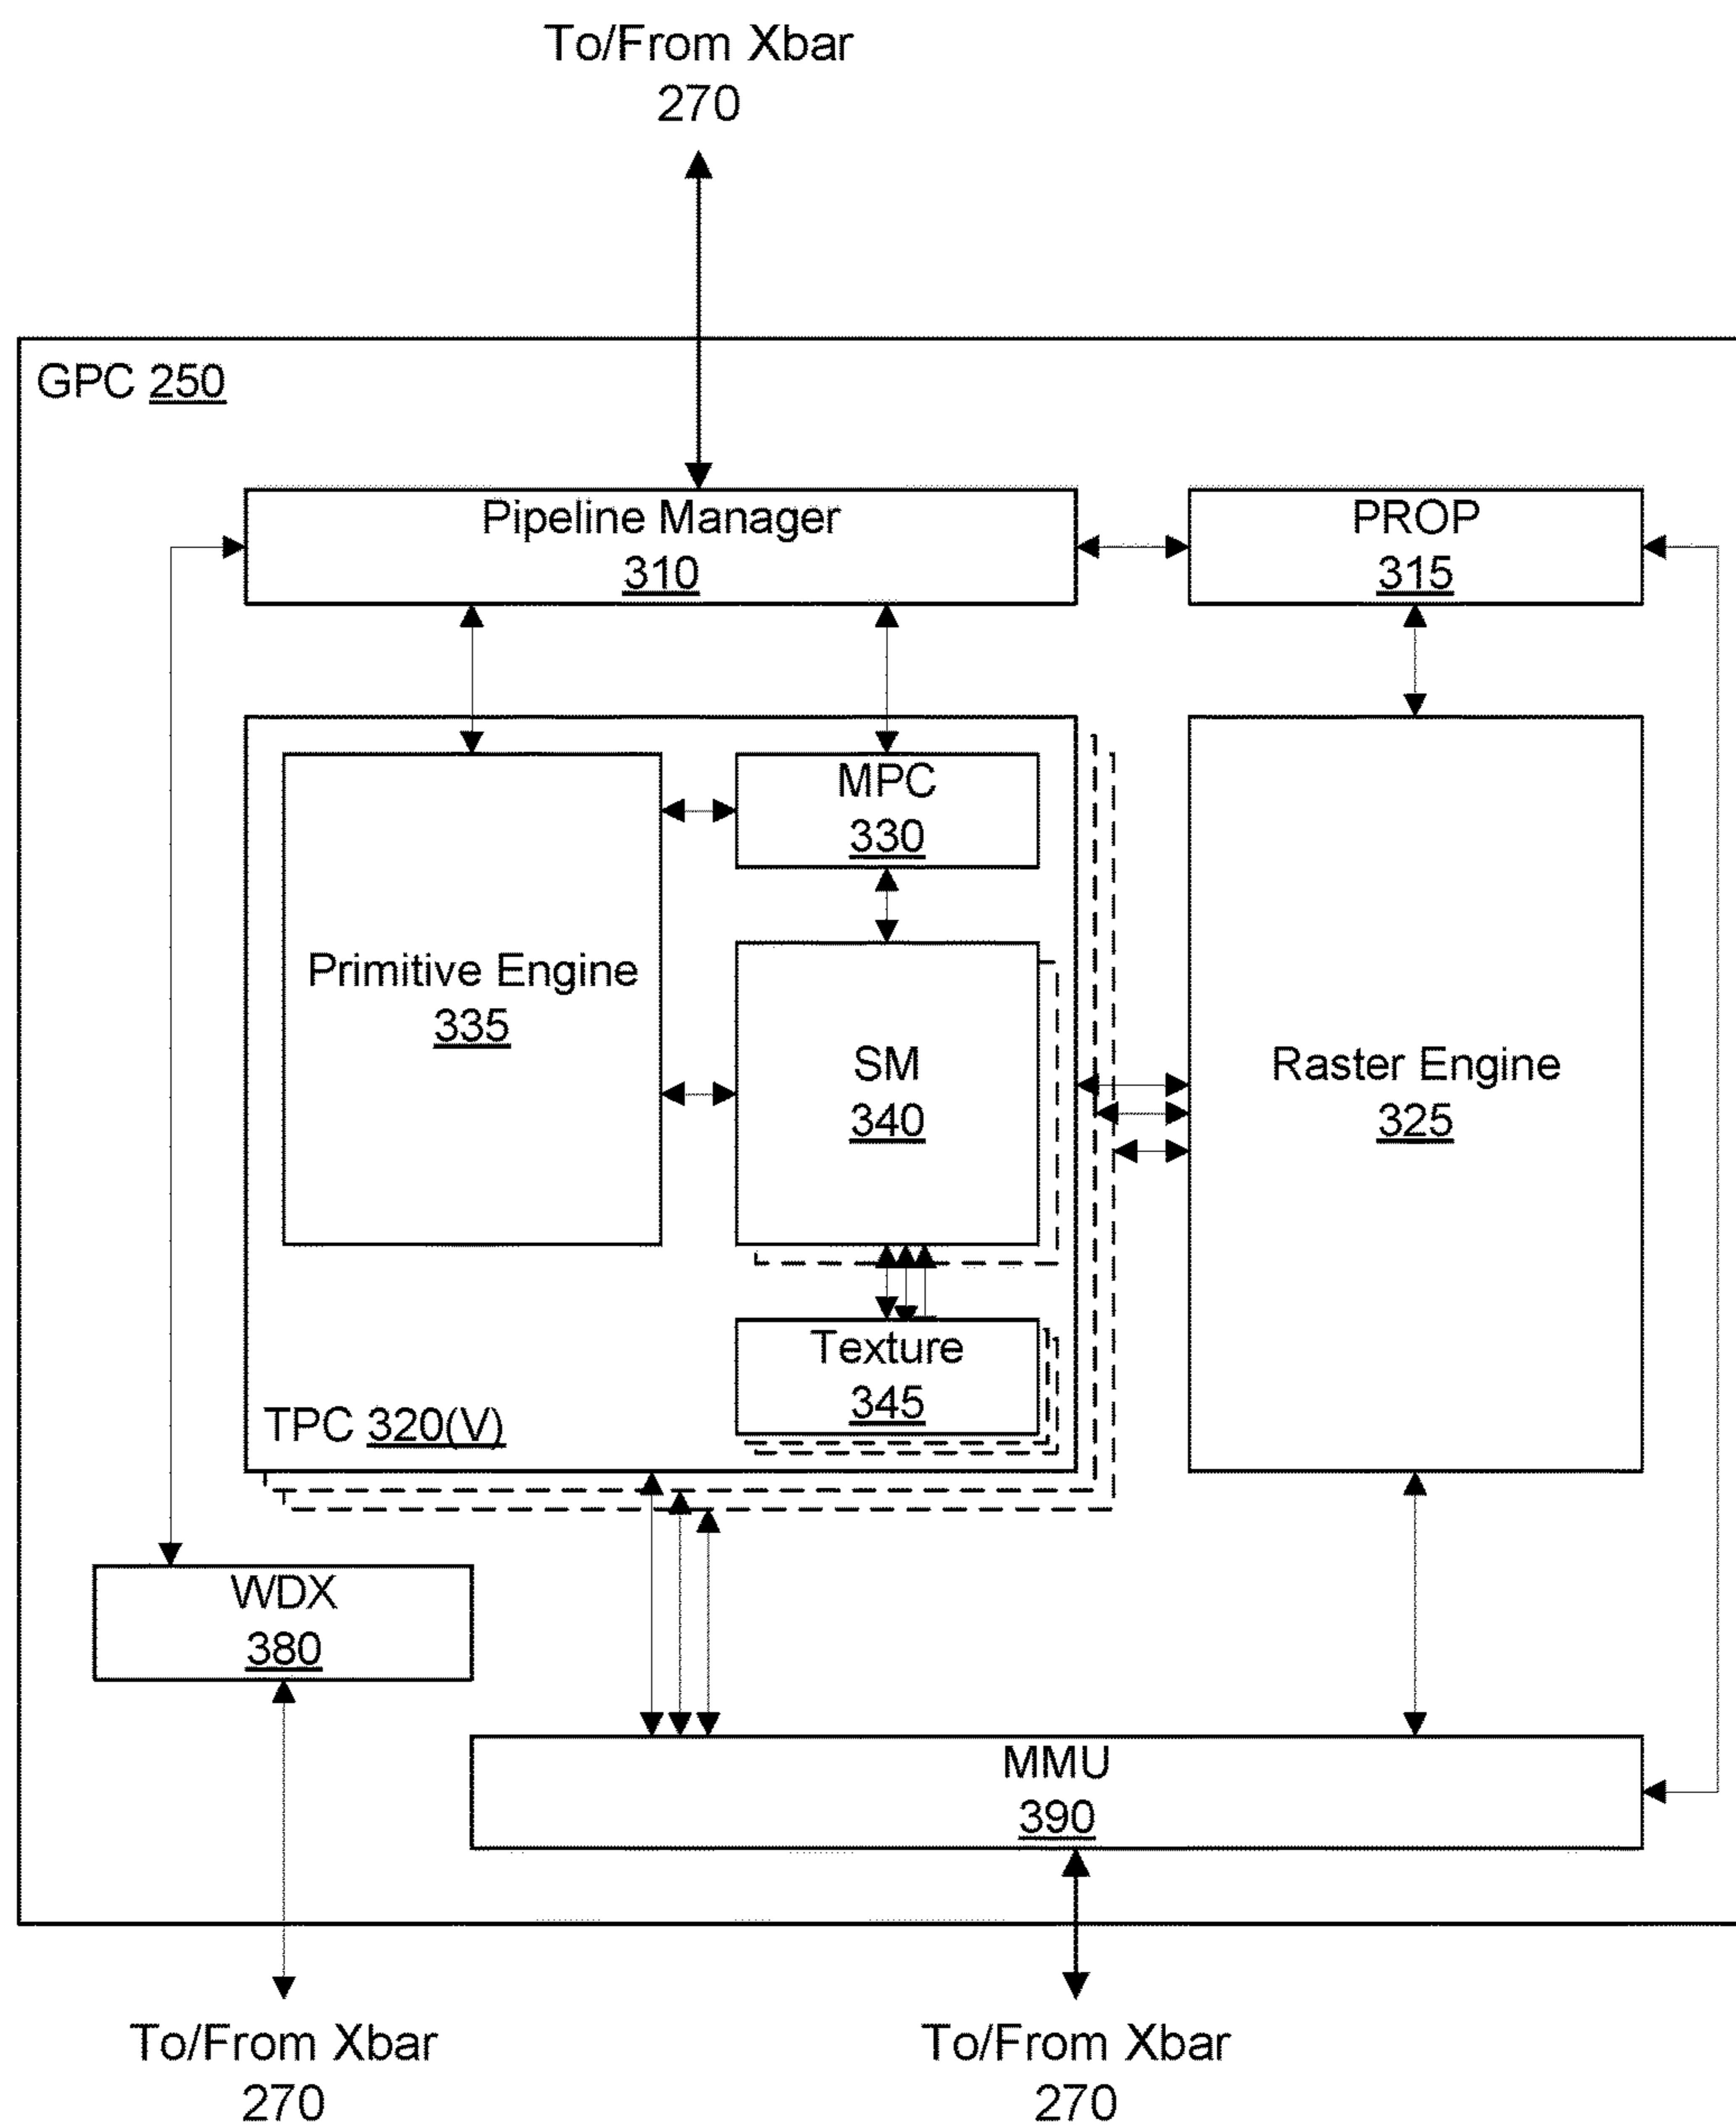 To/From Xbar
270
GPC 250
Pipeline Manager
310
PROP
315
MPC
330
Primitive Engine
335
SM
340
Raster Engine
325
Texture
345
TPC 320(V)
WDX
380
MMU
390
To/From Xbar
270
To/From Xbar
270